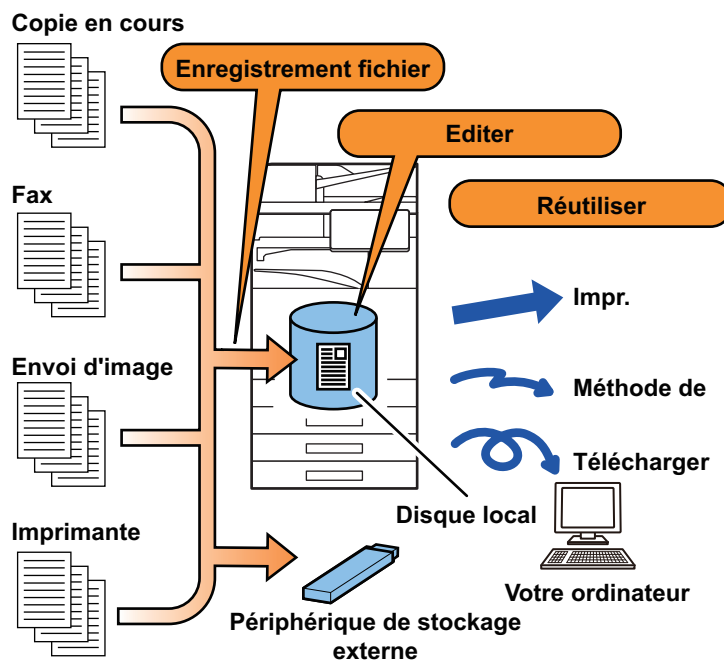 Copie en cours
Enregistrement fichier
Editer
Fax
Réutiliser
Impr.
Envoi d'image
Méthode de
Télécharger
Disque local
Imprimante
Votre ordinateur
Périphérique de stockage
externe